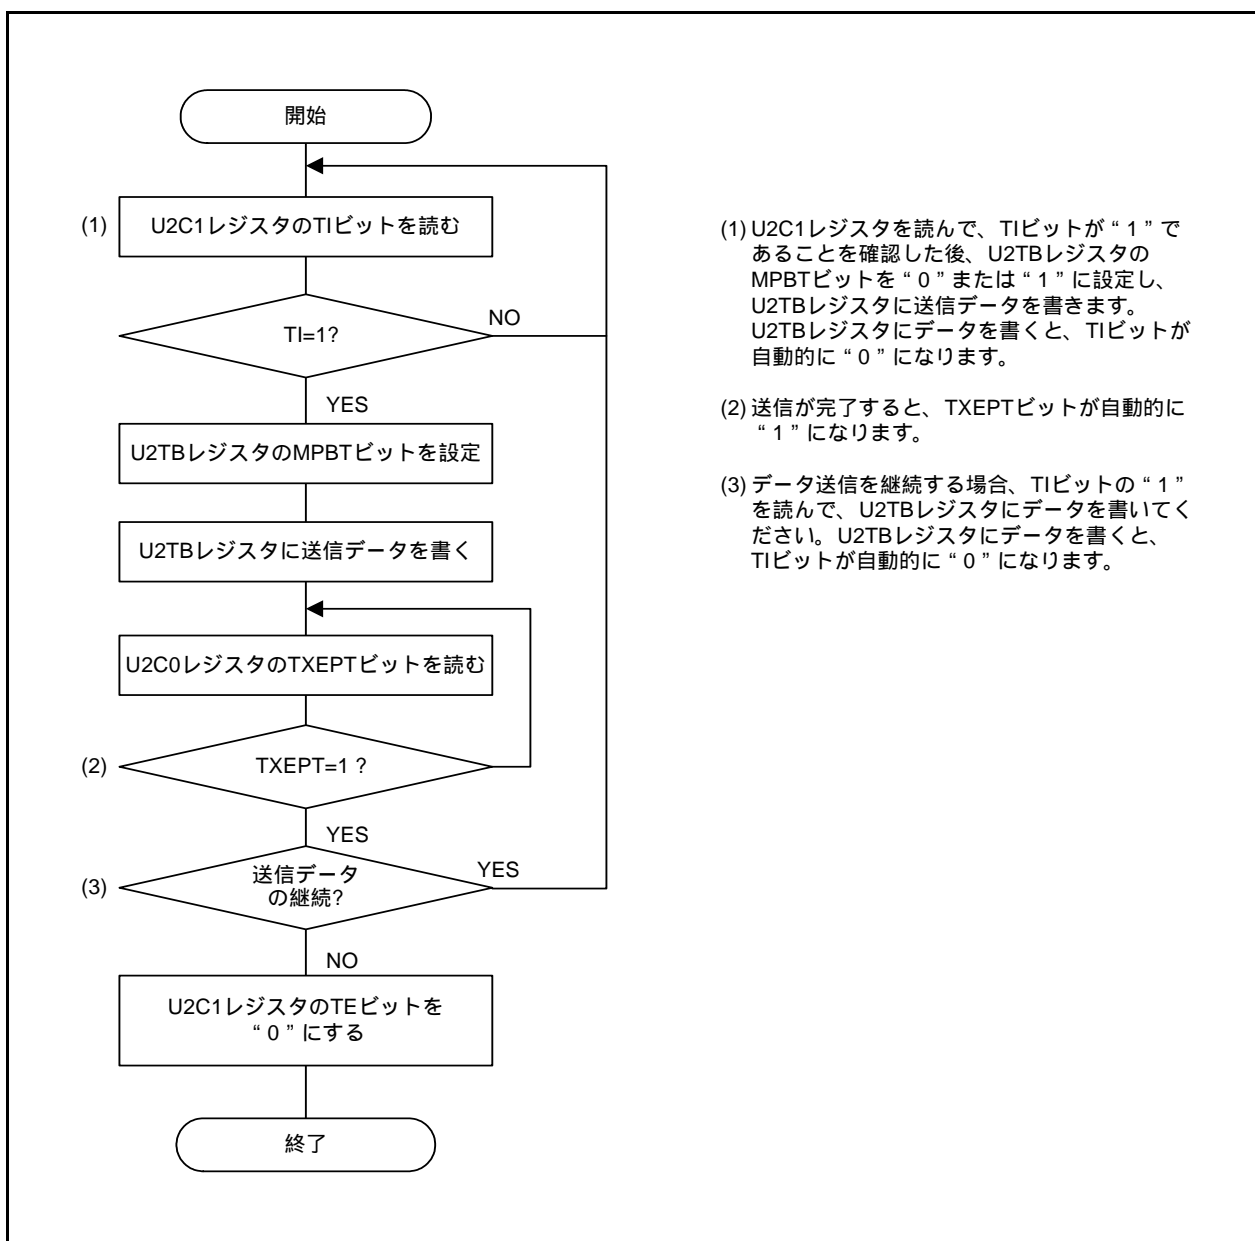 開始
(1)
U2C1レジスタのTIビットを読む
TI=1?
NO
YES
U2TBレジスタのMPBTビットを設定
U2TBレジスタに送信データを書く
U2C0レジスタのTXEPTビットを読む
(2)
TXEPT=1 ?
YES
(3)
送信データ
の継続?
YES
NO
U2C1レジスタのTEビットを
“ 0 ” にする
終了
(1) U2C1レジスタを読んで、TIビットが “ 1 ” で
あることを確認した後、U2TBレジスタの
MPBTビットを “ 0 ” または “ 1 ” に設定し、
U2TBレジスタに送信データを書きます。
U2TBレジスタにデータを書くと、TIビットが
自動的に “ 0 ” になります。
(2) 送信が完了すると、TXEPTビットが自動的に
“ 1 ” になります。
(3) データ送信を継続する場合、TIビットの “ 1 ”
を読んで、U2TBレジスタにデータを書いてく
ださい。U2TBレジスタにデータを書くと、
TIビットが自動的に “ 0 ” になります。